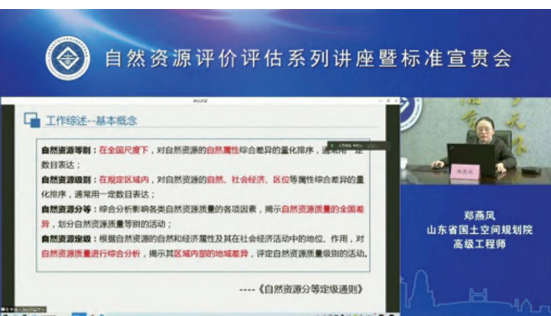 自然资源评价评估系列讲座暨标准宣贯会
工作综述--基本概念
自然资源等别：在全国尺度下，对自然资源的自然属性综合差异的量化排序，通常用一定
数目表达；
自然资源级别：在规定区域内，对自然资源的自然、社会经济、区位等属性综合差异的量
化排序，通常用一定数目表达；
自然资源分等：综合分析影响各类自然资源质量的各项因素，揭示自然资源质量的全国差
异，划分自然资源质量等别的活动；
自然资源定级：根据自然资源的自然和经济属性及其在社会经济活动中的地位、作用，对
自然资源质量进行综合分析，揭示其区域内部的地域差异，评定自然资源质量级别的活动。
----《自然资源分等定级通则》
郑燕凤
山东省国土空间规划院
高级工程师